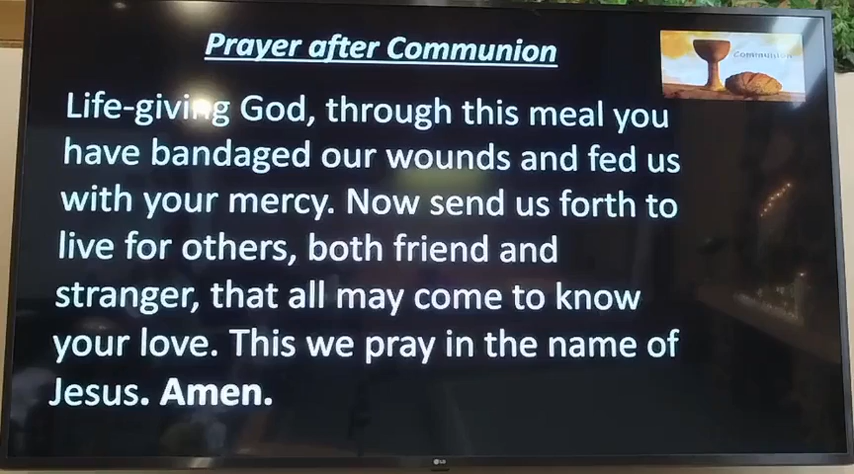 Prayer after Communion
Communion
Life-giving God, through this meal you
have bandaged our wounds and fed us
with your mercy. Now send us forth to
live for others, both friend and
stranger, that all may come to know
your love. This we pray in the name of
Jesus. Amen.
LG